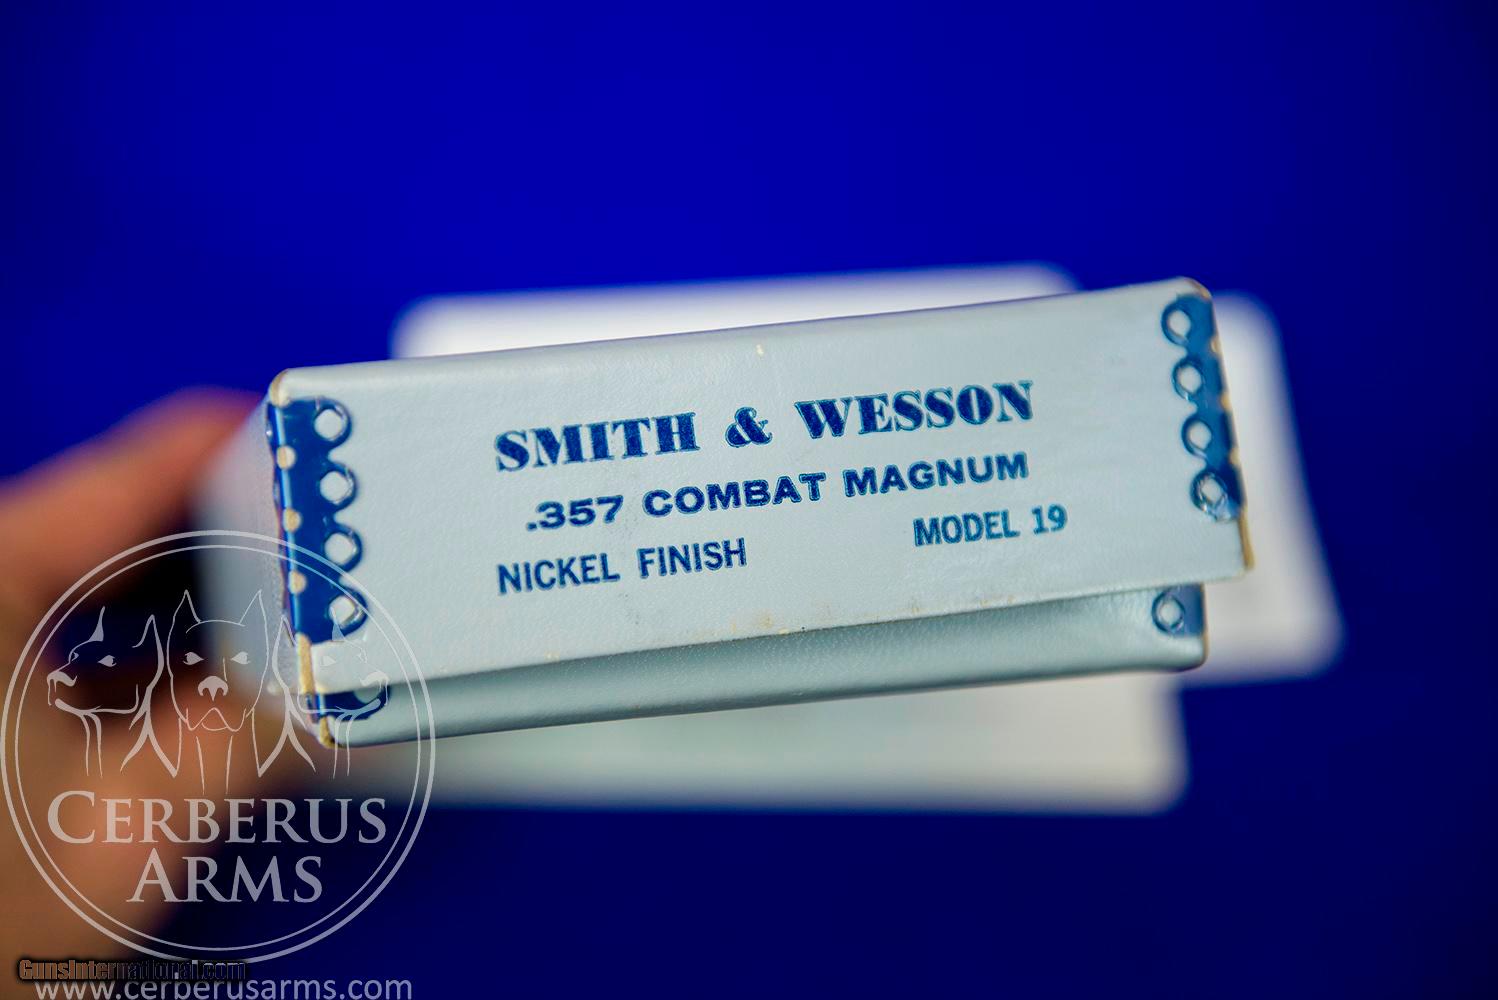 SMITH & WESSON
.357 COMBAT MAGNUM
NICKEL FINISH MODEL 19
CERBERUS
ARMS
GunsInternational.com
www.cerberusarms.com